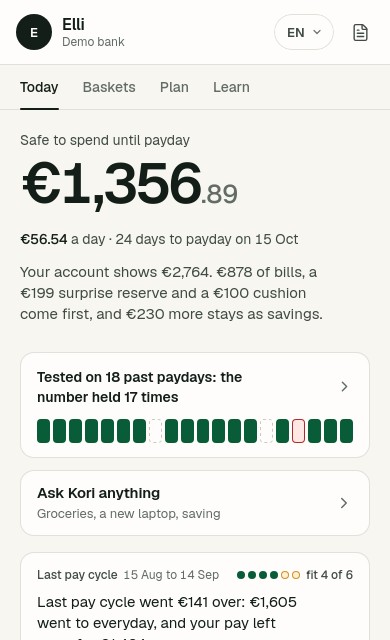 E
Elli
Demo bank
EN
Today
Baskets
Plan
Learn
Safe to spend until payday
€1,356.89
€56.54 a day · 24 days to payday on 15 Oct
Your account shows €2,764. €878 of bills, a
€199 surprise reserve and a €100 cushion
come first, and €230 more stays as savings.
Tested on 18 past paydays: the
number held 17 times
Ask Kori anything
Groceries, a new laptop, saving
Last pay cycle 15 Aug to 14 Sep
fit 4 of 6
Last pay cycle went €141 over: €1,605
went to everyday, and your pay left